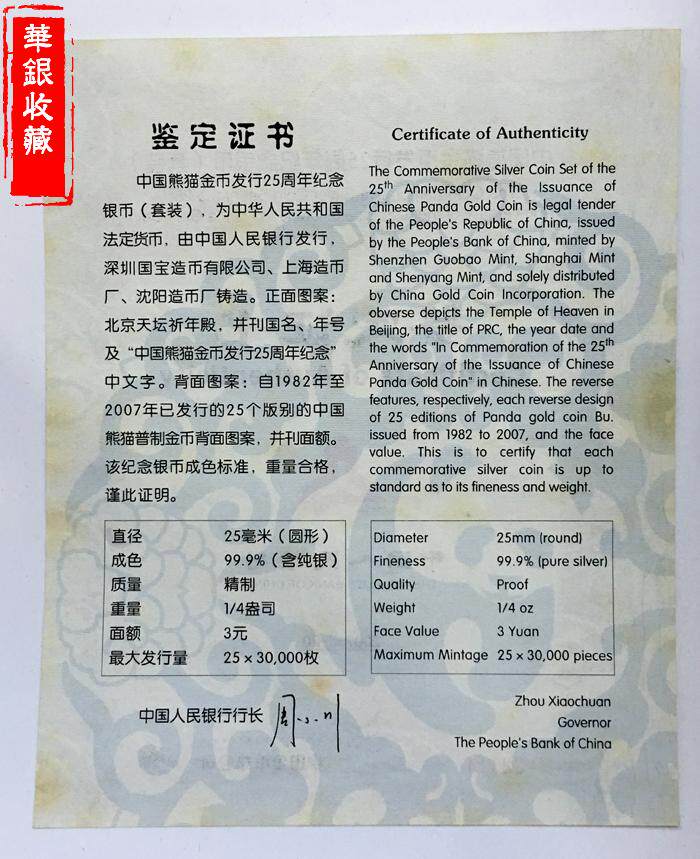 華銀收藏
鉴定证书
中国熊猫金币发行25周年纪念
银币（套装），为中华人民共和国
法定货币，由中国人民银行发行，
深圳国宝造币有限公司、上海造币
厂、沈阳造币厂铸造。正面图案：
北京天坛祈年殿，并刊国名、年号
及“中国熊猫金币发行25周年纪念”
中文字。背面图案：自1982年至
2007年已发行的25个版别的中国
熊猫普制金币背面图案，并刊面额。
该纪念银币成色标准，重量合格，
谨此证明。
直径 25毫米（圆形）
成色 99.9%（含纯银）
质量 精制
重量 1/4盎司
面额 3元
最大发行量 25×30,000枚
中国人民银行行长 周小川
Certificate of Authenticity
The Commemorative Silver Coin Set of the
25th Anniversary of the Issuance of
Chinese Panda Gold Coin is legal tender
of the People's Republic of China, issued
by the People's Bank of China, minted by
Shenzhen Guobao Mint, Shanghai Mint
and Shenyang Mint, and solely distributed
by China Gold Coin Incorporation. The
obverse depicts the Temple of Heaven in
Beijing, the title of PRC, the year date and
the words "In Commemoration of the 25th
Anniversary of the Issuance of Chinese
Panda Gold Coin" in Chinese. The reverse
features, respectively, each reverse design
of 25 editions of Panda gold coin Bu.
issued from 1982 to 2007, and the face
value. This is to certify that each
commemorative silver coin is up to
standard as to its fineness and weight.
Diameter 25mm (round)
Fineness 99.9% (pure silver)
Quality Proof
Weight 1/4 oz
Face Value 3 Yuan
Maximum Mintage 25×30,000 pieces
Zhou Xiaochuan
Governor
The People's Bank of China